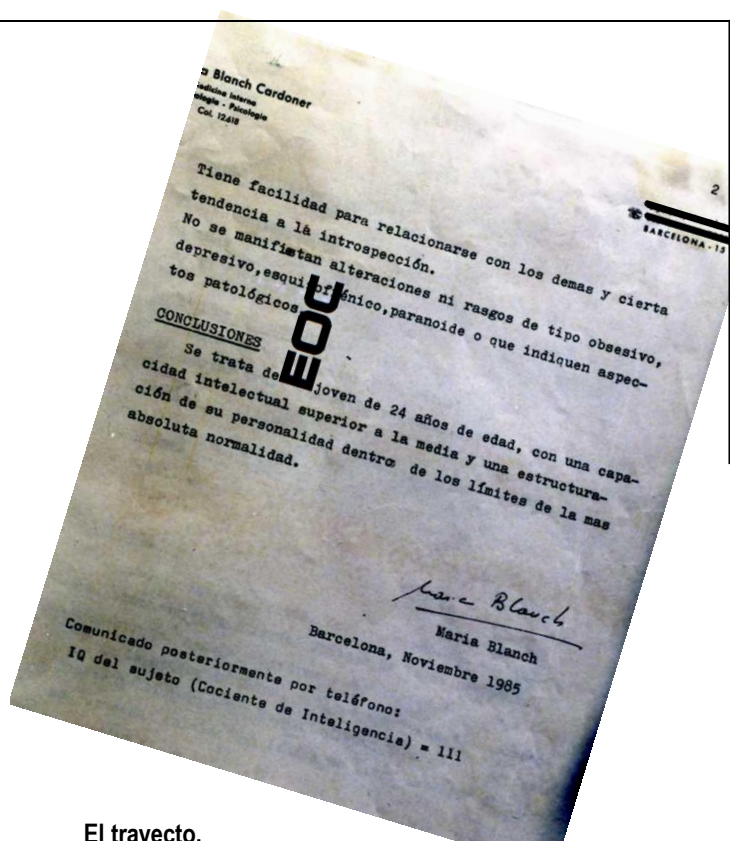 a Blanch Cardoner
edicina interna
ología - Psicología
Col. 12418
2
BARCELONA - 15
Tiene facilidad para relacionarse con los demas y cierta
tendencia a la introspección.
No se manifiestan alteraciones ni rasgos de tipo obsesivo,
depresivo, esquizofrénico, paranoide o que indiquen aspec-
tos patológicos
EOC
CONCLUSIONES
Se trata de joven de 24 años de edad, con una capa-
cidad intelectual superior a la media y una estructura-
ción de su personalidad dentro de los límites de la mas
absoluta normalidad.
Maria Blanch
Maria Blanch
Barcelona, Noviembre 1985
Comunicado posteriormente por teléfono:
IQ del sujeto (Cociente de Inteligencia) = 111
El trayecto.